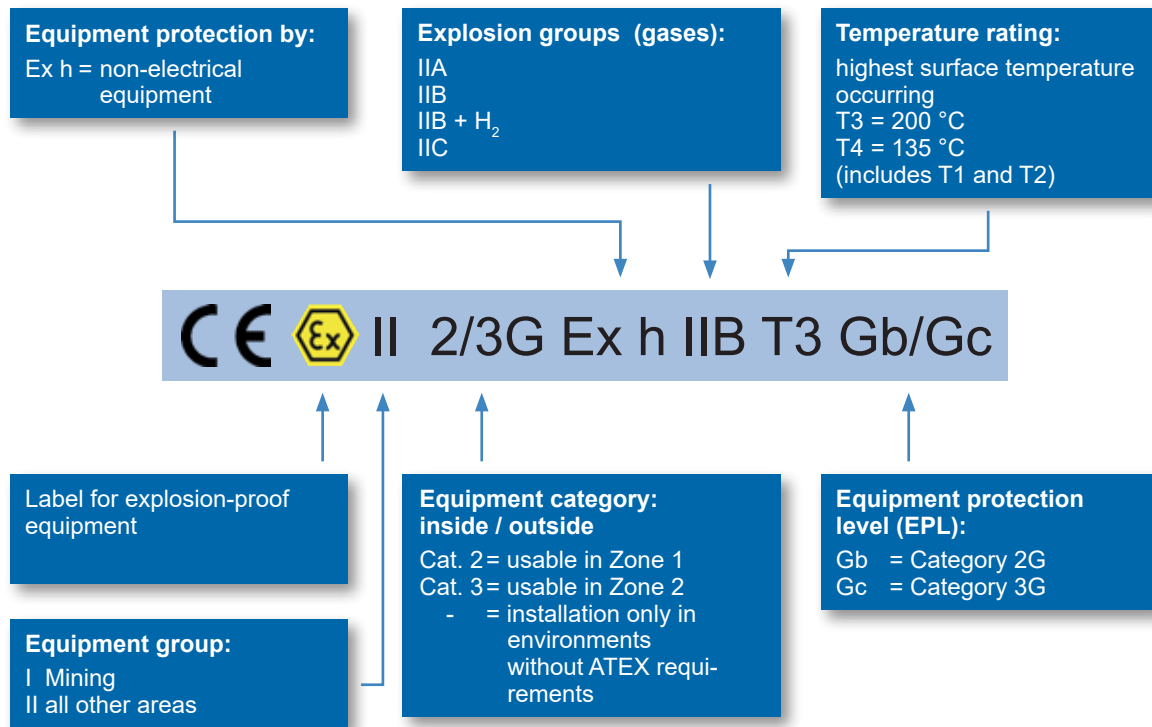 Equipment protection by:
Ex h = non-electrical
equipment
Explosion groups (gases):
IIA
IIB
IIB + H₂
IIC
Temperature rating:
highest surface temperature
occurring
T3 = 200 °C
T4 = 135 °C
(includes T1 and T2)
CE Ex II 2/3G Ex h IIB T3 Gb/Gc
Label for explosion-proof
equipment
Equipment group:
I Mining
II all other areas
Equipment category:
inside / outside
Cat. 2 = usable in Zone 1
Cat. 3 = usable in Zone 2
- = installation only in
environments
without ATEX requi-
rements
Equipment protection
level (EPL):
Gb = Category 2G
Gc = Category 3G